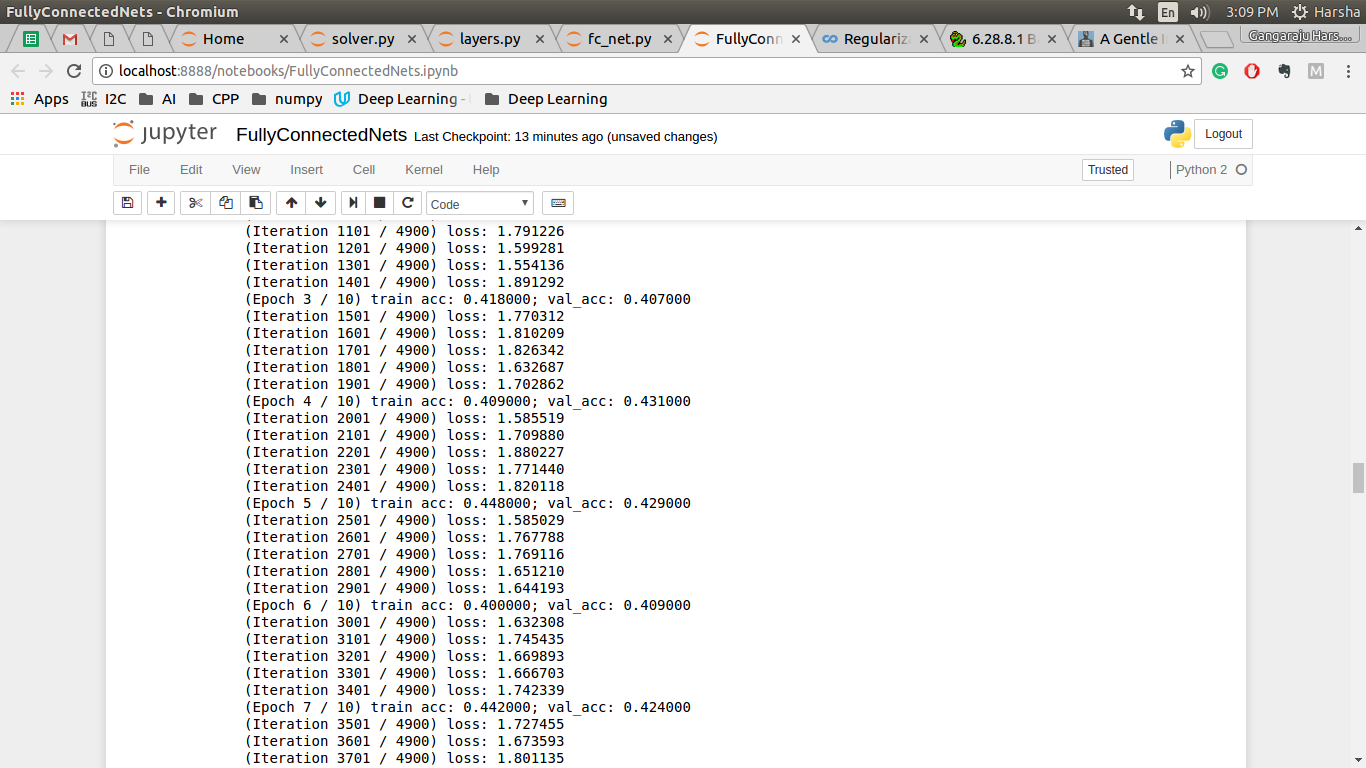 FullyConnectedNets - Chromium
En
3:09 PM
Harsha
Home
solver.py
layers.py
fc_net.py
FullyConn
Regulariz
6.28.8.1 B
A Gentle I
Gangaraju Hars...
localhost:8888/notebooks/FullyConnectedNets.ipynb
Apps
I2C
AI
CPP
numpy
Deep Learning -
Deep Learning
jupyter
FullyConnectedNets
Last Checkpoint: 13 minutes ago (unsaved changes)
Logout
File
Edit
View
Insert
Cell
Kernel
Help
Trusted
Python 2
Code
(Iteration 1101 / 4900) loss: 1.791226
(Iteration 1201 / 4900) loss: 1.599281
(Iteration 1301 / 4900) loss: 1.554136
(Iteration 1401 / 4900) loss: 1.891292
(Epoch 3 / 10) train acc: 0.418000; val_acc: 0.407000
(Iteration 1501 / 4900) loss: 1.770312
(Iteration 1601 / 4900) loss: 1.810209
(Iteration 1701 / 4900) loss: 1.826342
(Iteration 1801 / 4900) loss: 1.632687
(Iteration 1901 / 4900) loss: 1.702862
(Epoch 4 / 10) train acc: 0.409000; val_acc: 0.431000
(Iteration 2001 / 4900) loss: 1.585519
(Iteration 2101 / 4900) loss: 1.709880
(Iteration 2201 / 4900) loss: 1.880227
(Iteration 2301 / 4900) loss: 1.771440
(Iteration 2401 / 4900) loss: 1.820118
(Epoch 5 / 10) train acc: 0.448000; val_acc: 0.429000
(Iteration 2501 / 4900) loss: 1.585029
(Iteration 2601 / 4900) loss: 1.767788
(Iteration 2701 / 4900) loss: 1.769116
(Iteration 2801 / 4900) loss: 1.651210
(Iteration 2901 / 4900) loss: 1.644193
(Epoch 6 / 10) train acc: 0.400000; val_acc: 0.409000
(Iteration 3001 / 4900) loss: 1.632308
(Iteration 3101 / 4900) loss: 1.745435
(Iteration 3201 / 4900) loss: 1.669893
(Iteration 3301 / 4900) loss: 1.666703
(Iteration 3401 / 4900) loss: 1.742339
(Epoch 7 / 10) train acc: 0.442000; val_acc: 0.424000
(Iteration 3501 / 4900) loss: 1.727455
(Iteration 3601 / 4900) loss: 1.673593
(Iteration 3701 / 4900) loss: 1.801135